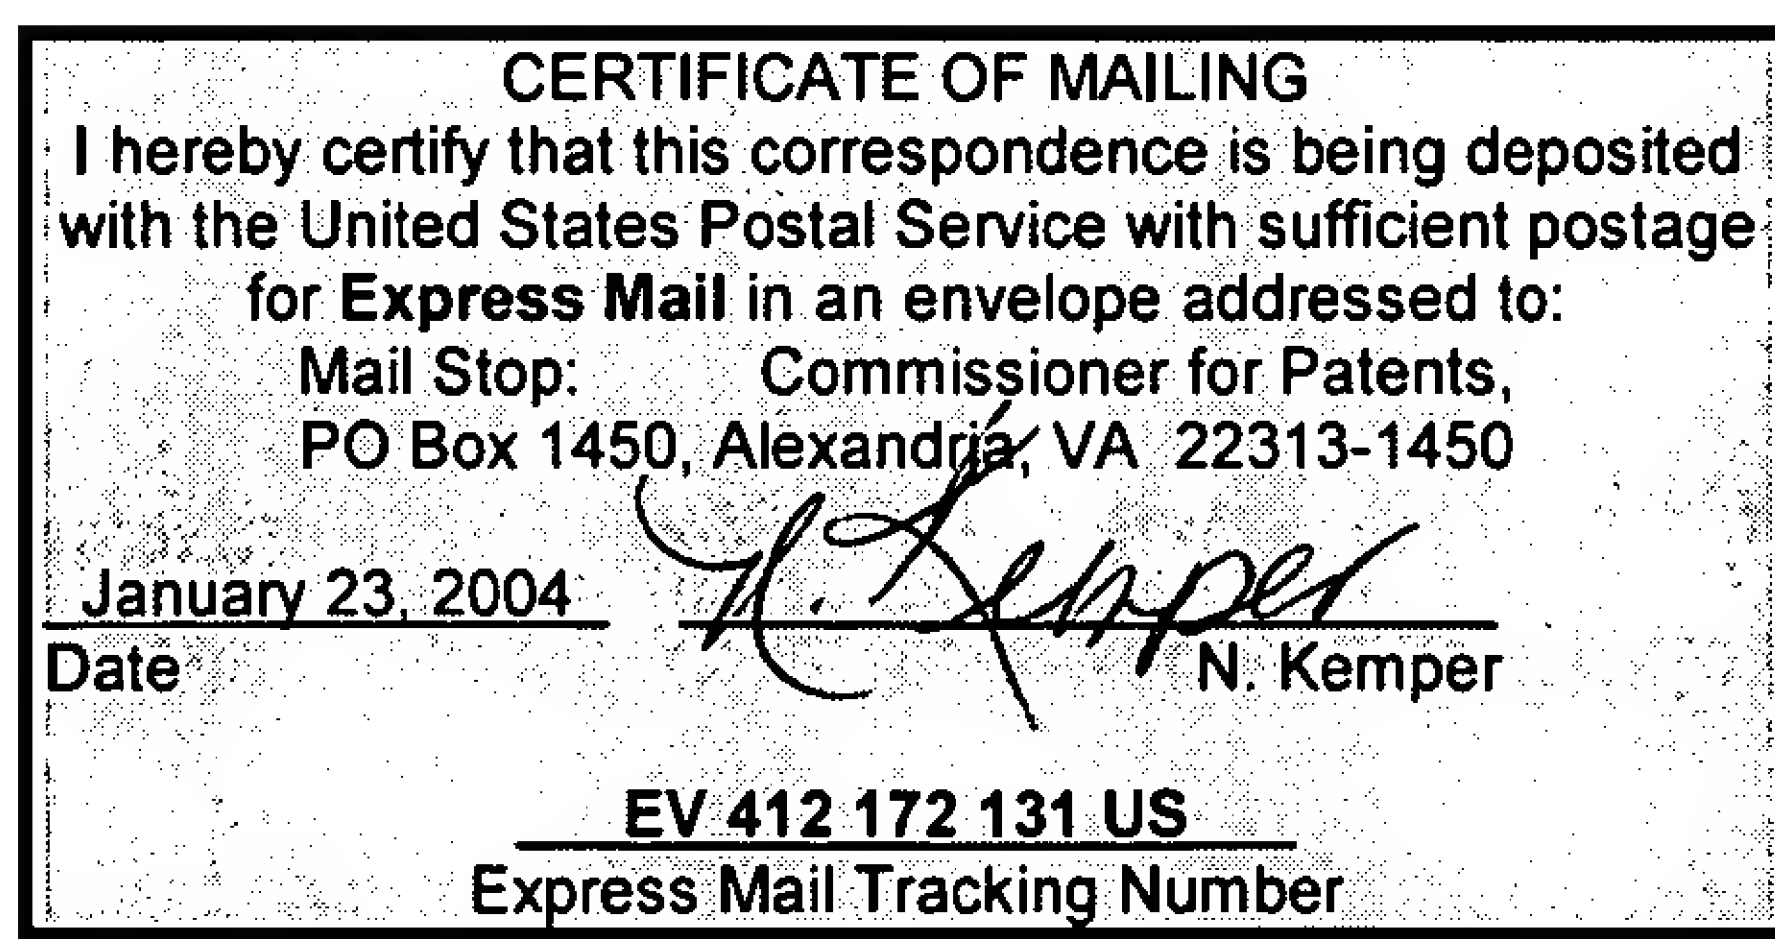 CERTIFICATE OF MAILING
I hereby certify that this correspondence is being deposited
with the United States Postal Service with sufficient postage
for Express Mail in an envelope addressed to:
Mail Stop: Commissioner for Patents,
PO Box 1450, Alexandria, VA 22313-1450
N. Kemper
January 23, 2004
Date N. Kemper
EV 412 172 131 US
Express Mail Tracking Number